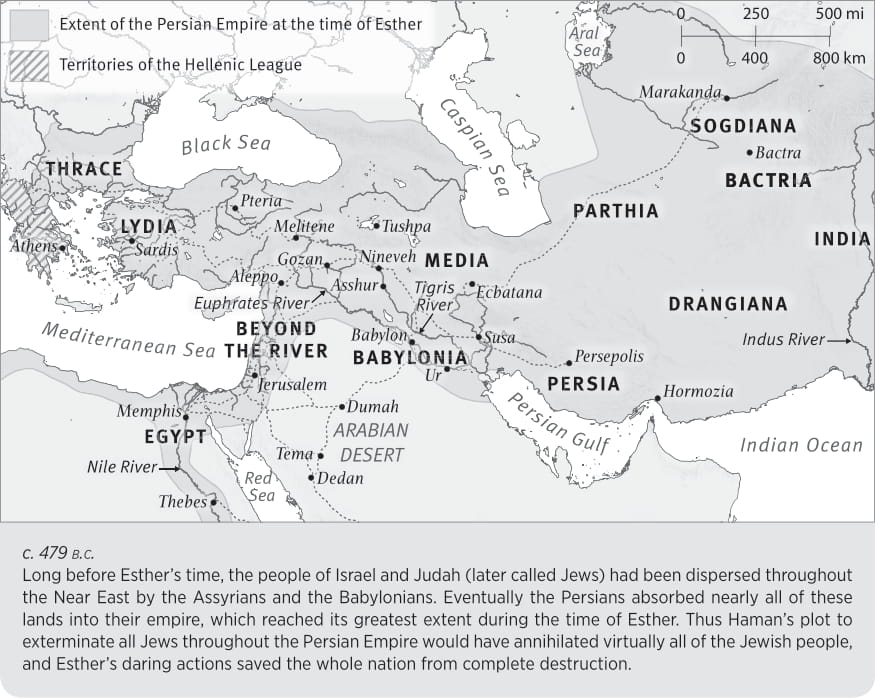 Extent of the Persian Empire at the time of Esther
Territories of the Hellenic League
0 250 500 mi
0 400 800 km
Aral
Sea
Marakanda
SOGDIANA
Bactra
BACTRIA
Caspian Sea
Black Sea
THRACE
PARTHIA
Pteria
LYDIA
Sardis
Athens
Melitene
Tushpa
INDIA
Gozan
Nineveh
MEDIA
Aleppo
Asshur
Tigris
River
Ecbatana
Euphrates River
DRANGIANA
Mediterranean Sea
BEYOND
THE RIVER
Babylon
BABYLONIA
Susa
Indus River
Ur
Persepolis
PERSIA
Jerusalem
Hormozia
Memphis
Dumah
EGYPT
ARABIAN
DESERT
Persian Gulf
Indian Ocean
Nile River
Tema
Dedan
Red
Sea
Thebes
c. 479 B.C.
Long before Esther’s time, the people of Israel and Judah (later called Jews) had been dispersed throughout
the Near East by the Assyrians and the Babylonians. Eventually the Persians absorbed nearly all of these
lands into their empire, which reached its greatest extent during the time of Esther. Thus Haman’s plot to
exterminate all Jews throughout the Persian Empire would have annihilated virtually all of the Jewish people,
and Esther’s daring actions saved the whole nation from complete destruction.